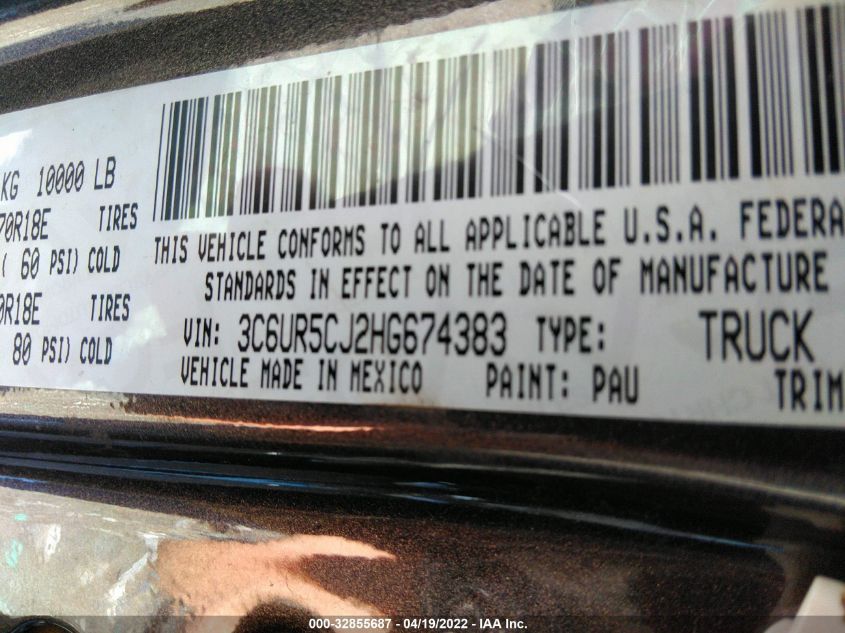 KG 10000 LB
70R18E TIRES
( 60 PSI) COLD
0R18E TIRES
80 PSI) COLD
THIS VEHICLE CONFORMS TO ALL APPLICABLE U.S.A. FEDERA
STANDARDS IN EFFECT ON THE DATE OF MANUFACTURE
VIN: 3C6UR5CJ2HG674383 TYPE: TRUCK
VEHICLE MADE IN MEXICO PAINT: PAU TRIM
000-32855687 - 04/19/2022 - IAA Inc.